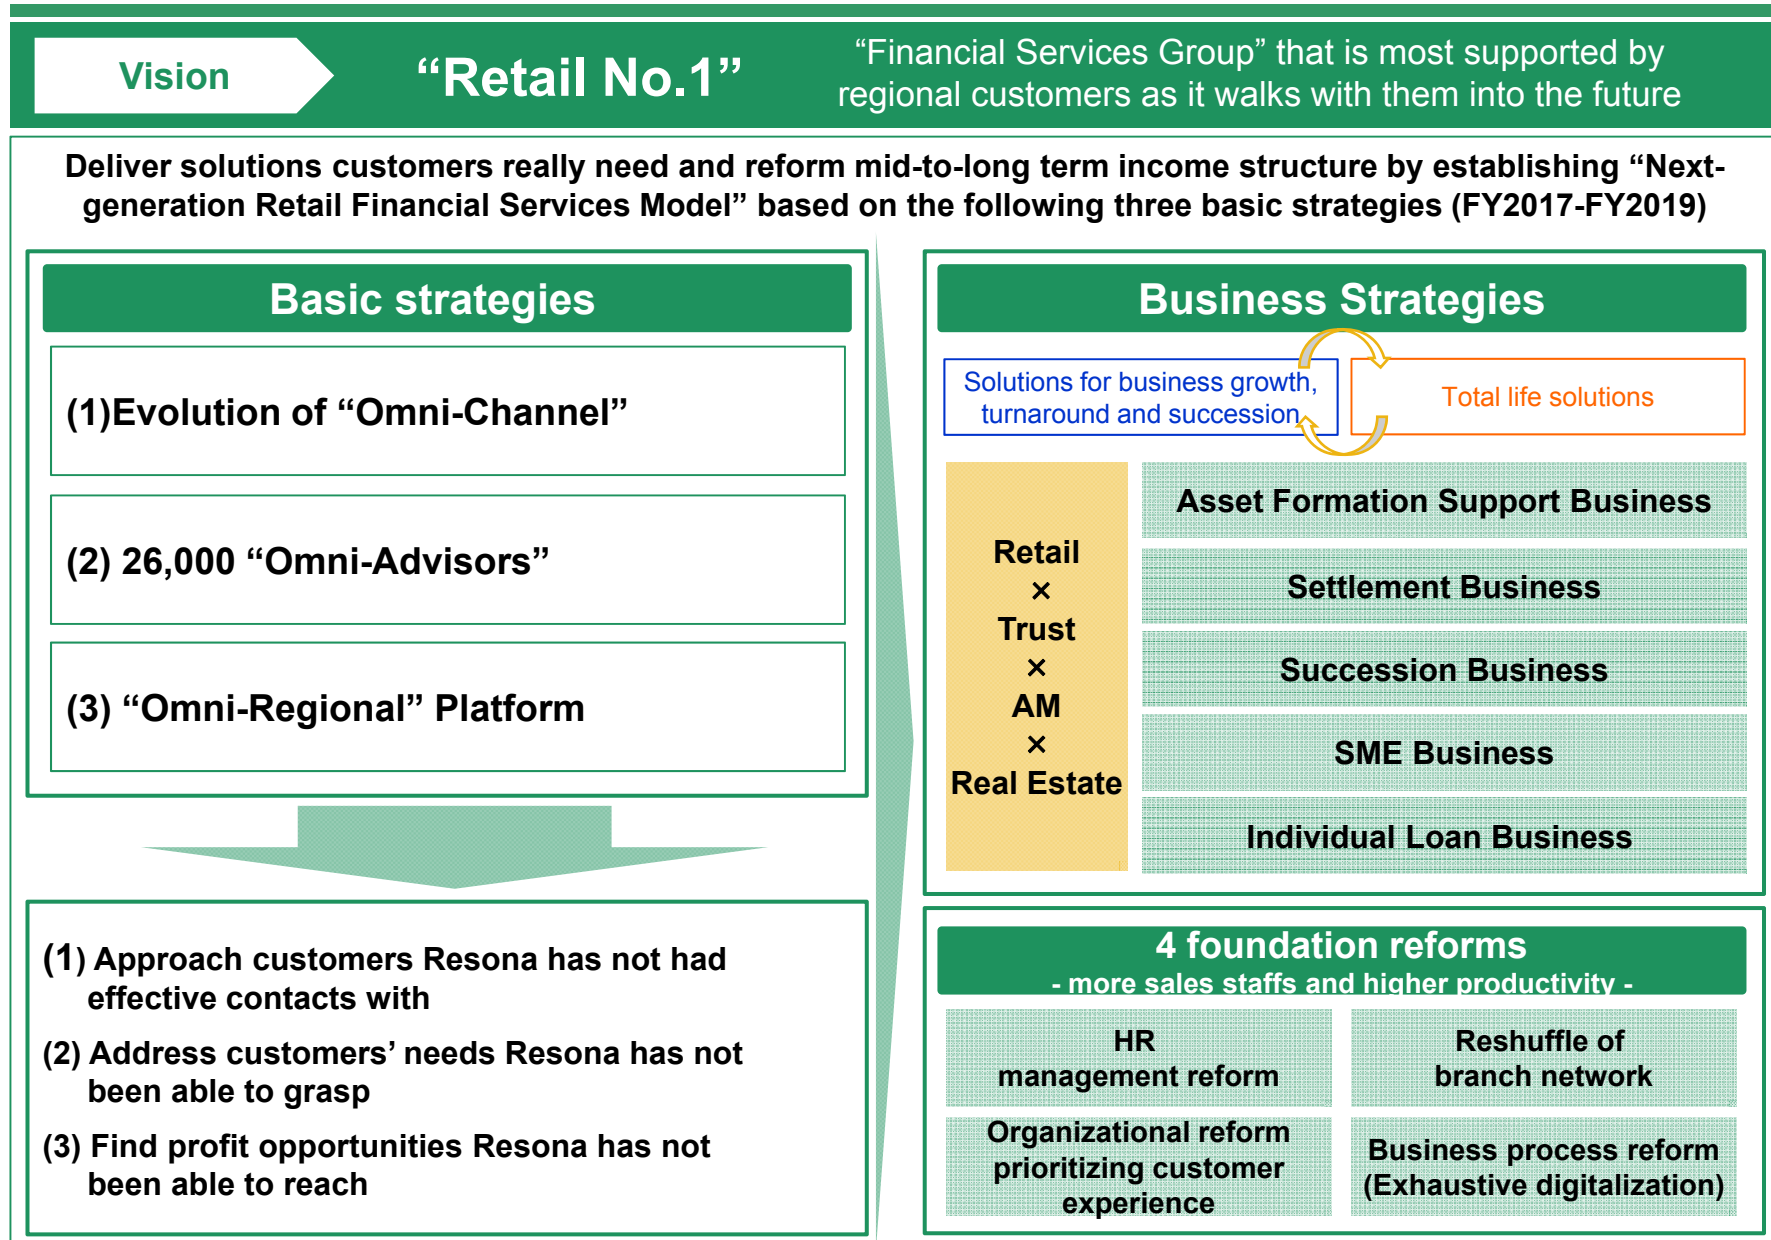 Vision
“Retail No.1”
“Financial Services Group” that is most supported by
regional customers as it walks with them into the future
Deliver solutions customers really need and reform mid-to-long term income structure by establishing “Next-
generation Retail Financial Services Model” based on the following three basic strategies (FY2017-FY2019)
Basic strategies
(1)Evolution of “Omni-Channel”
(2) 26,000 “Omni-Advisors”
(3) “Omni-Regional” Platform
(1) Approach customers Resona has not had
effective contacts with
(2) Address customers’ needs Resona has not
been able to grasp
(3) Find profit opportunities Resona has not
been able to reach
Business Strategies
Solutions for business growth,
turnaround and succession
Total life solutions
Retail
×
Trust
×
AM
×
Real Estate
Asset Formation Support Business
Settlement Business
Succession Business
SME Business
Individual Loan Business
4 foundation reforms
- more sales staffs and higher productivity -
HR
management reform
Reshuffle of
branch network
Organizational reform
prioritizing customer
experience
Business process reform
(Exhaustive digitalization)